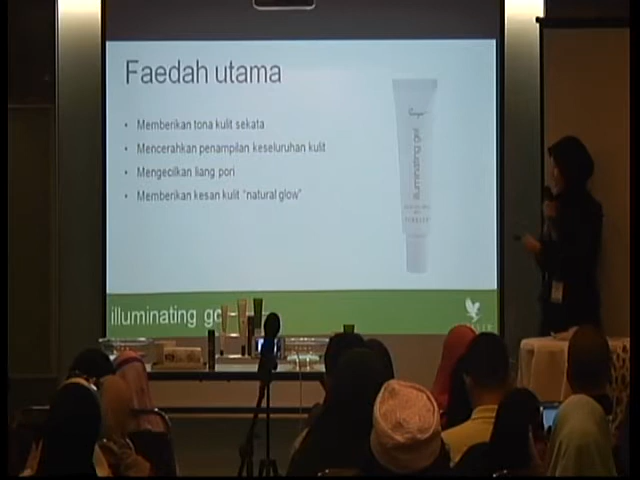 Faedah utama
• Memberikan tona kulit sekata
• Mencerahkan penampilan keseluruhan kulit
• Mengecilkan liang pori
• Memberikan kesan kulit "natural glow"
illuminating gel
illuminating